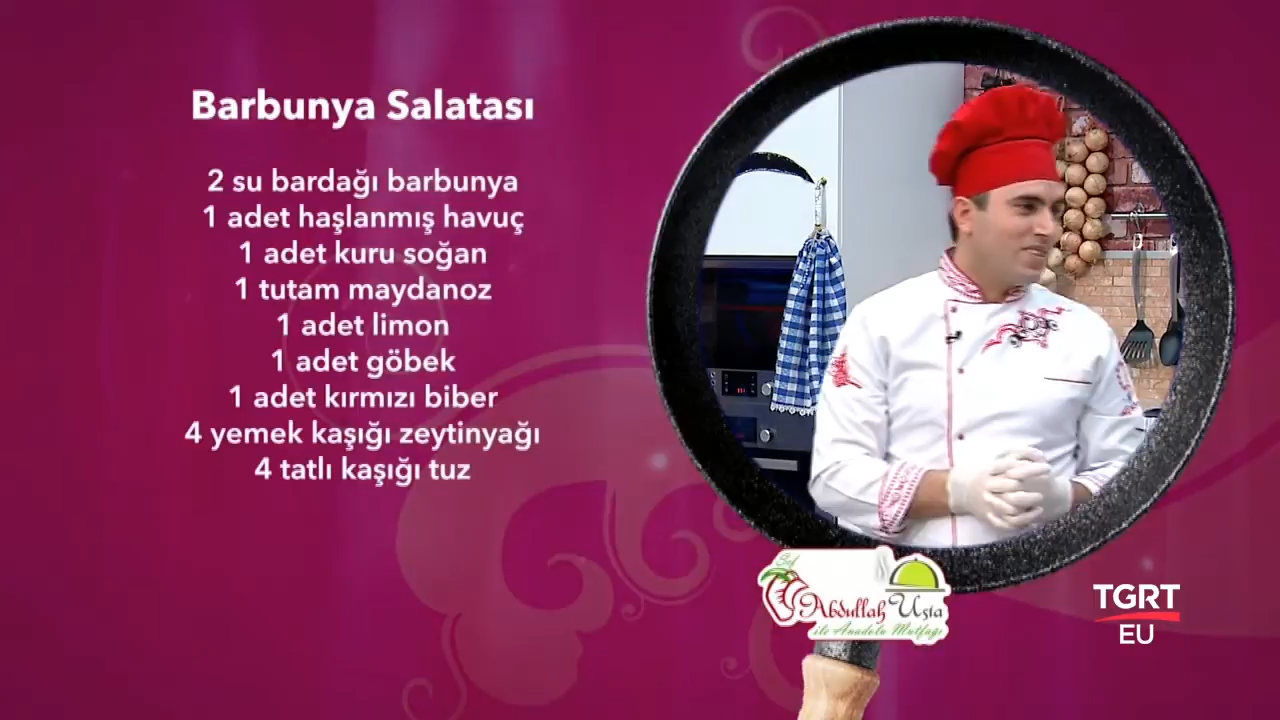 Barbunya Salatası
2 su bardağı barbunya
1 adet haşlanmış havuç
1 adet kuru soğan
1 tutam maydanoz
1 adet limon
1 adet göbek
1 adet kırmızı biber
4 yemek kaşığı zeytinyağı
4 tatlı kaşığı tuz
Şef
Abdullah Usta
ile Anadolu Mutfağı
TGRT
EU